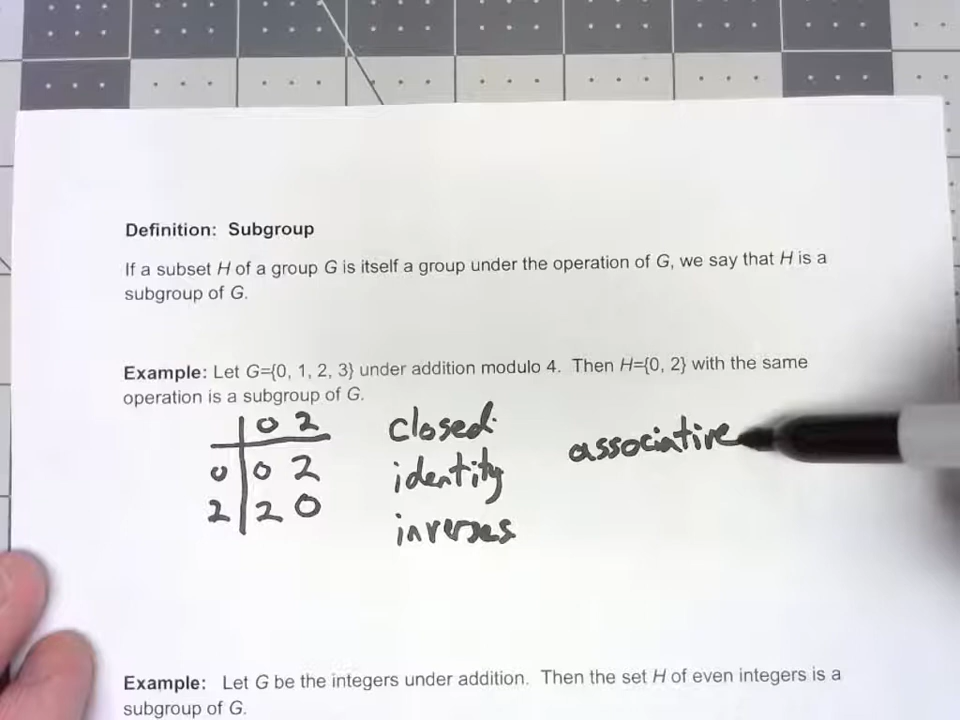 Definition: Subgroup
If a subset H of a group G is itself a group under the operation of G, we say that H is a
subgroup of G.
Example: Let G={0, 1, 2, 3} under addition modulo 4. Then H={0, 2} with the same
operation is a subgroup of G.
0 2
0 0 2
2 2 0
closed
identity
inverses
associative
Example: Let G be the integers under addition. Then the set H of even integers is a
subgroup of G.